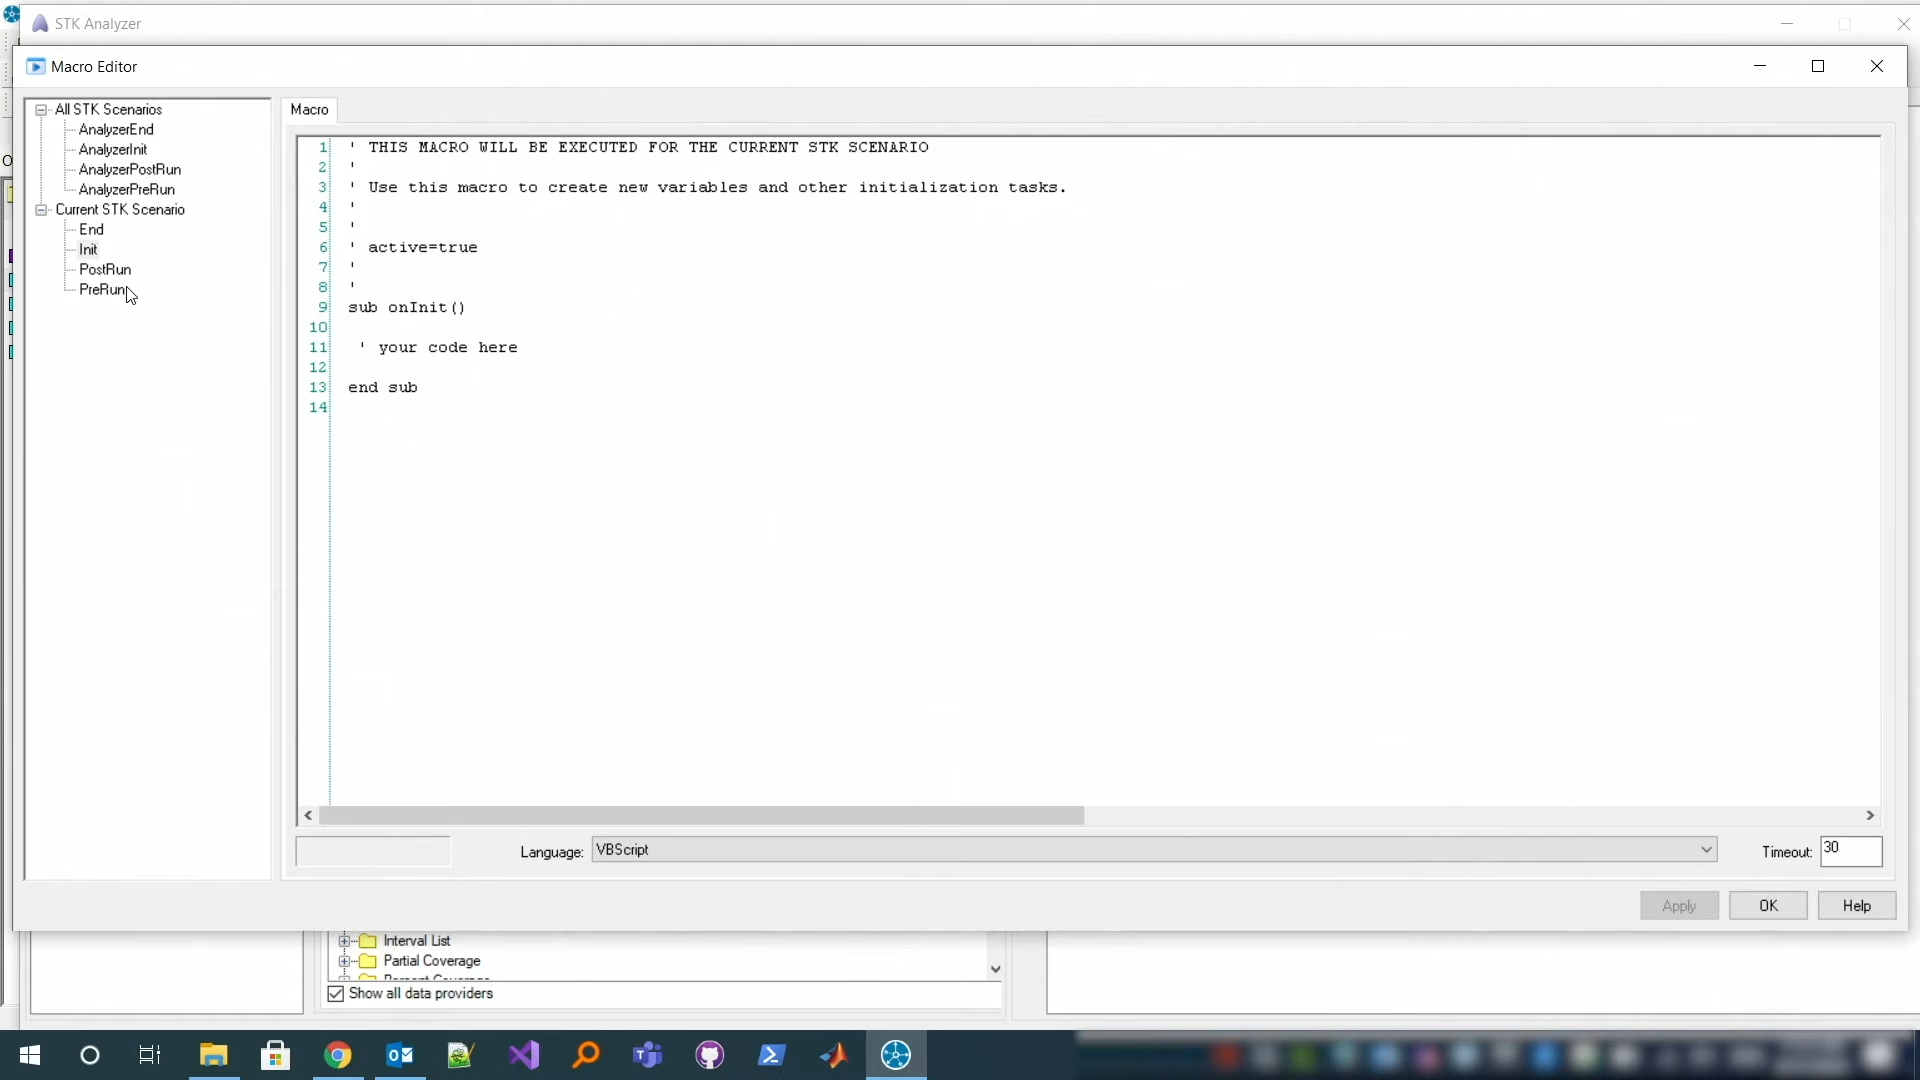 STK Analyzer
Macro Editor
All STK Scenarios
AnalyzerEnd
AnalyzerInit
AnalyzerPostRun
AnalyzerPreRun
Current STK Scenario
End
Init
PostRun
PreRun
Macro
1 ' THIS MACRO WILL BE EXECUTED FOR THE CURRENT STK SCENARIO
2 '
3 ' Use this macro to create new variables and other initialization tasks.
4 '
5 '
6 ' active=true
7 '
8 '
9 sub onInit()
10
11 ' your code here
12
13 end sub
14
Language: VBScript
Timeout: 30
Apply OK Help
Interval List
Partial Coverage
Percent Coverage
Show all data providers